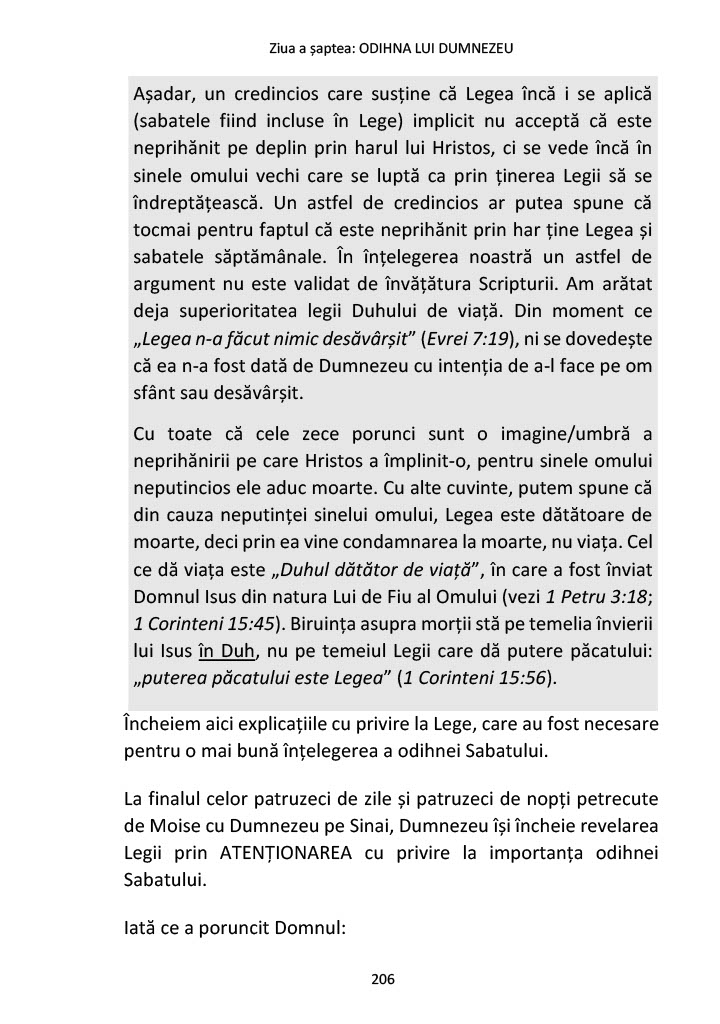 Ziua a șaptea: ODIHNA LUI DUMNEZEU
Așadar, un credincios care susține că Legea încă i se aplică
(sabatele fiind incluse în Lege) implicit nu acceptă că este
neprihănit pe deplin prin harul lui Hristos, ci se vede încă în
sinele omului vechi care se luptă ca prin ținerea Legii să se
îndreptățească. Un astfel de credincios ar putea spune că
tocmai pentru faptul că este neprihănit prin har ține Legea și
sabatele săptămânale. În înțelegerea noastră un astfel de
argument nu este validat de învățătura Scripturii. Am arătat
deja superioritatea legii Duhului de viață. Din moment ce
„Legea n-a făcut nimic desăvârșit” (Evrei 7:19), ni se dovedește
că ea n-a fost dată de Dumnezeu cu intenția de a-l face pe om
sfânt sau desăvârșit.
Cu toate că cele zece porunci sunt o imagine/umbră a
neprihănirii pe care Hristos a împlinit-o, pentru sinele omului
neputincios ele aduc moarte. Cu alte cuvinte, putem spune că
din cauza neputinței sinelui omului, Legea este dătătoare de
moarte, deci prin ea vine condamnarea la moarte, nu viața. Cel
ce dă viața este „Duhul dătător de viață”, în care a fost înviat
Domnul Isus din natura Lui de Fiu al Omului (vezi 1 Petru 3:18;
1 Corinteni 15:45). Biruința asupra morții stă pe temelia învierii
lui Isus în Duh, nu pe temeiul Legii care dă putere păcatului:
„puterea păcatului este Legea” (1 Corinteni 15:56).
Încheiem aici explicațiile cu privire la Lege, care au fost necesare
pentru o mai bună înțelegerea a odihnei Sabatului.
La finalul celor patruzeci de zile și patruzeci de nopți petrecute
de Moise cu Dumnezeu pe Sinai, Dumnezeu își încheie revelarea
Legii prin ATENȚIONAREA cu privire la importanța odihnei
Sabatului.
Iată ce a poruncit Domnul:
206